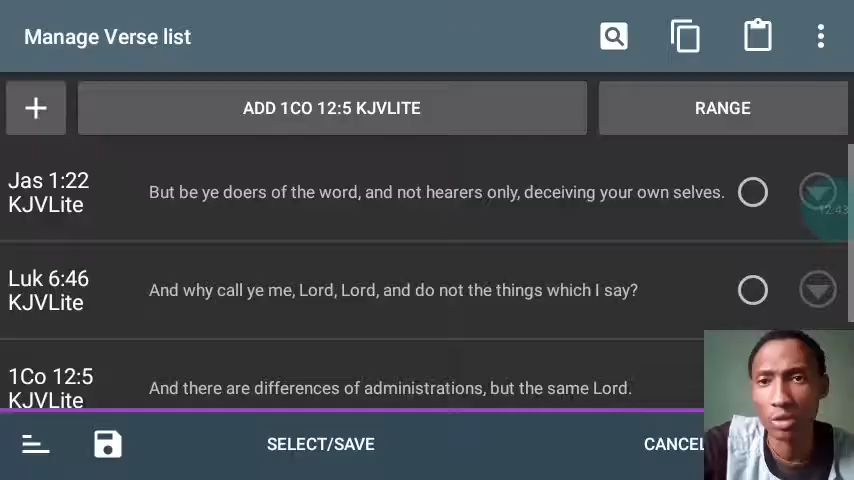 Manage Verse list
ADD 1CO 12:5 KJVLITE
RANGE
Jas 1:22
KJVLite
But be ye doers of the word, and not hearers only, deceiving your own selves.
12:43
Luk 6:46
KJVLite
And why call ye me, Lord, Lord, and do not the things which I say?
1Co 12:5
KJVLite
And there are differences of administrations, but the same Lord.
SELECT/SAVE
CANCEL